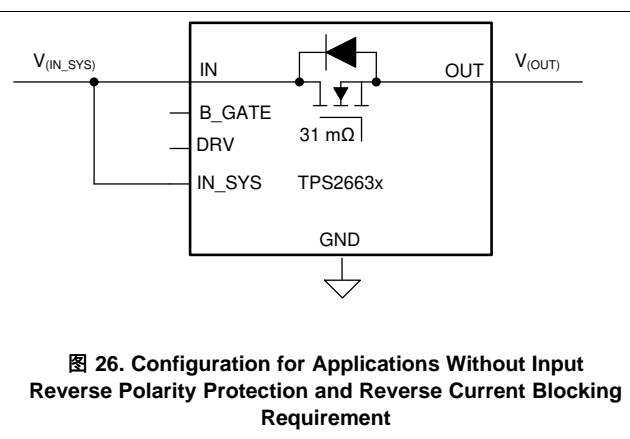 V(IN_SYS)
IN
OUT
V(OUT)
B_GATE
DRV
31 mΩ
IN_SYS
TPS2663x
GND
图 26. Configuration for Applications Without Input
Reverse Polarity Protection and Reverse Current Blocking
Requirement